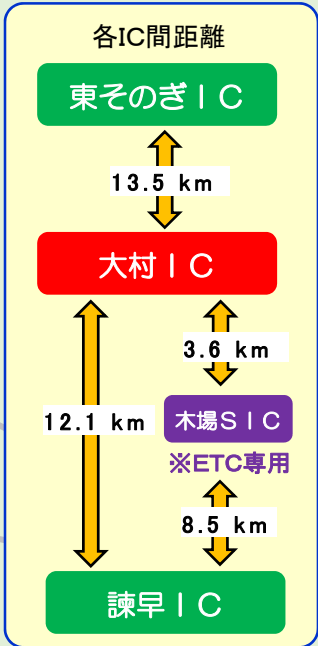 各IC間距離
東そのぎIC
13.5 km
大村IC
3.6 km
12.1 km
木場SIC
※ETC専用
8.5 km
諫早IC